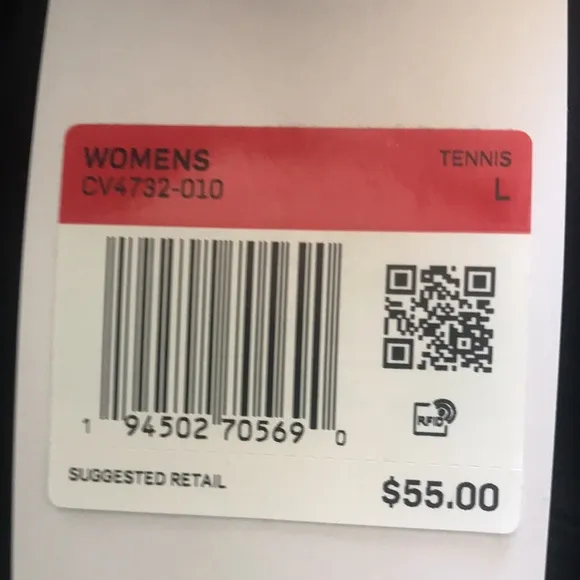 WOMENS
TENNIS
CV4732-010
L
1 94502 70569 0
RFID
SUGGESTED RETAIL
$55.00